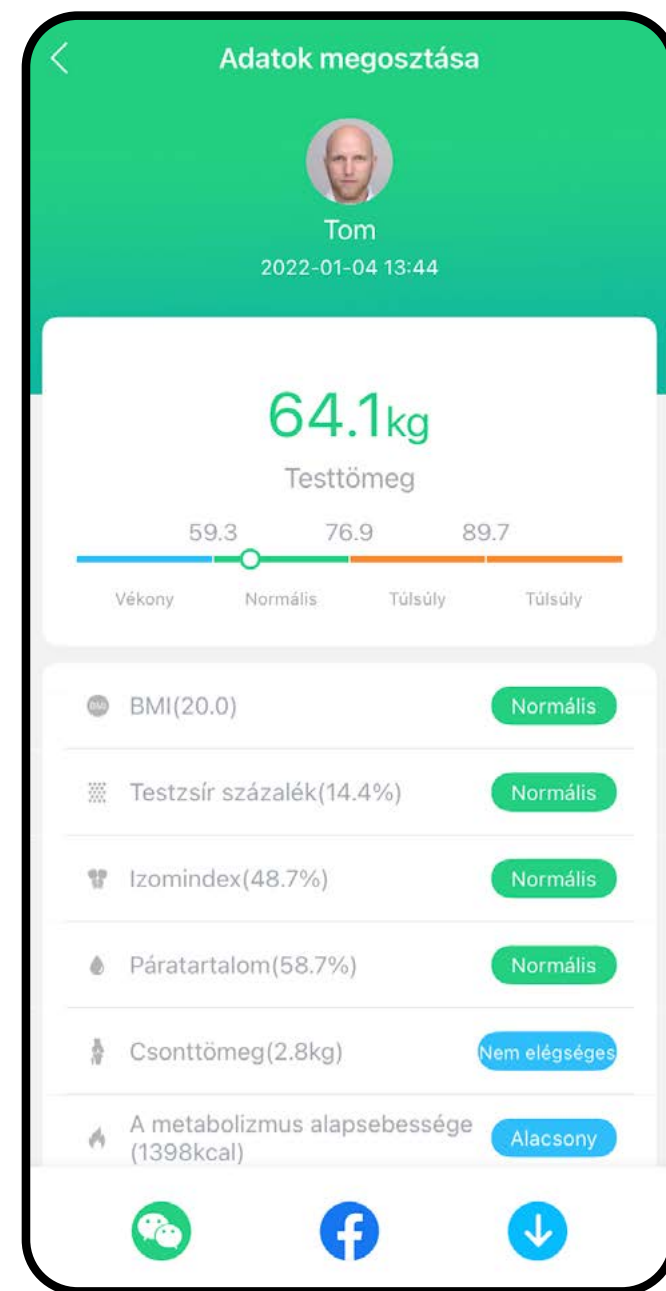 Adatok megosztása
Tom
2022-01-04 13:44
64.1kg
Testtömeg
59.3 76.9 89.7
Vékony Normális Túlsúly Túlsúly
BMI(20.0) Normális
Testzsír százalék(14.4%) Normális
Izomindex(48.7%) Normális
Páratartalom(58.7%) Normális
Csonttömeg(2.8kg) Nem elégséges
A metabolizmus alapsebessége
(1398kcal) Alacsony